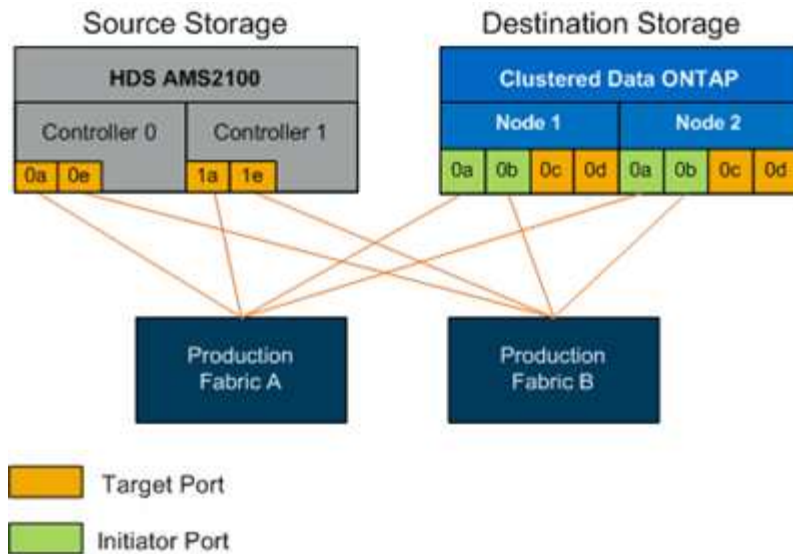 Source Storage
Destination Storage
HDS AMS2100
Clustered Data ONTAP
Controller 0
Controller 1
Node 1
Node 2
0a 0e
1a 1e
0a 0b 0c 0d
0a 0b 0c 0d
Production
Fabric A
Production
Fabric B
Target Port
Initiator Port